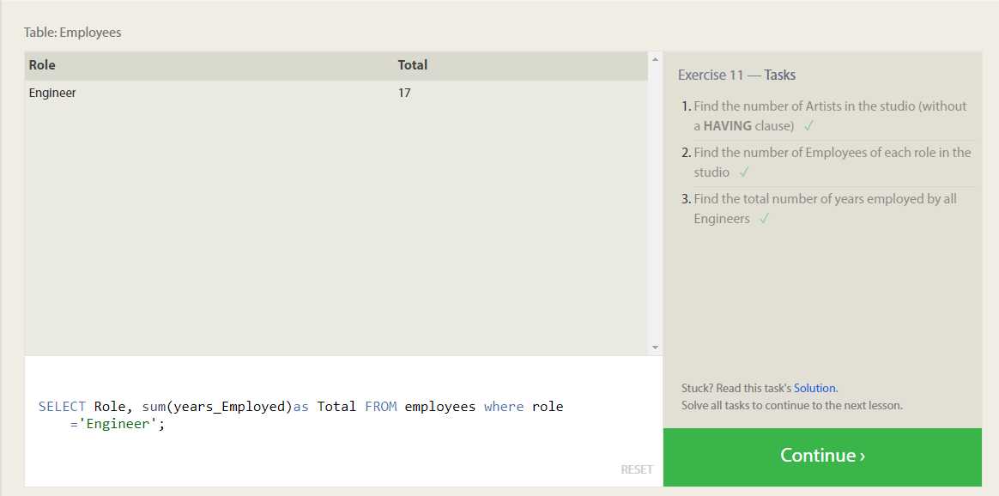 Table: Employees
Role Total
Engineer 17
Exercise 11 — Tasks
1. Find the number of Artists in the studio (without
a HAVING clause) ✓
2. Find the number of Employees of each role in the
studio ✓
3. Find the total number of years employed by all
Engineers ✓
Stuck? Read this task's Solution.
Solve all tasks to continue to the next lesson.
Continue ›
SELECT Role, sum(years_Employed)as Total FROM employees where role
='Engineer';
RESET